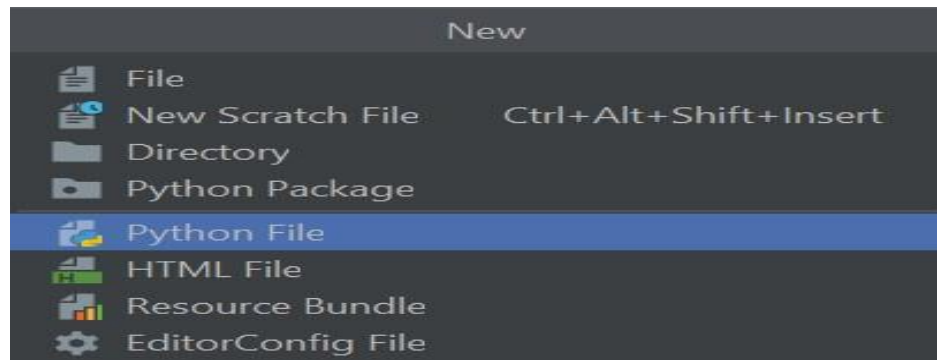 New
File
New Scratch File Ctrl+Alt+Shift+Insert
Directory
Python Package
Python File
H HTML File
Resource Bundle
EditorConfig File